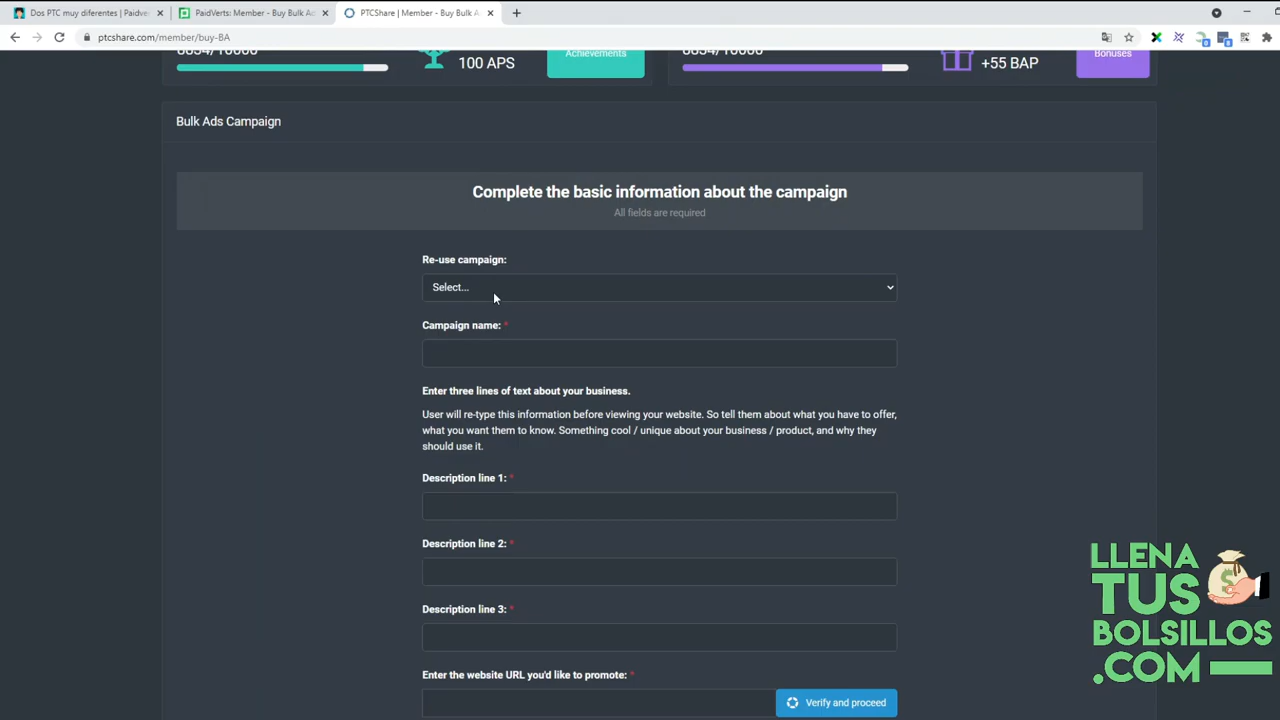 Dos PTC muy diferentes | Paidve
PaidVerts: Member - Buy Bulk Ad
PTCShare | Member - Buy Bulk A
ptcshare.com/member/buy-BA
8854/10000
100 APS
Achievements
8854/10000
+55 BAP
Bonuses
Bulk Ads Campaign
Complete the basic information about the campaign
All fields are required
Re-use campaign:
Select...
Campaign name: *
Enter three lines of text about your business.
User will re-type this information before viewing your website. So tell them about what you have to offer,
what you want them to know. Something cool / unique about your business / product, and why they
should use it.
Description line 1: *
Description line 2: *
Description line 3: *
Enter the website URL you'd like to promote: *
Verify and proceed
LLENA
TUS
BOLSILLOS
.COM